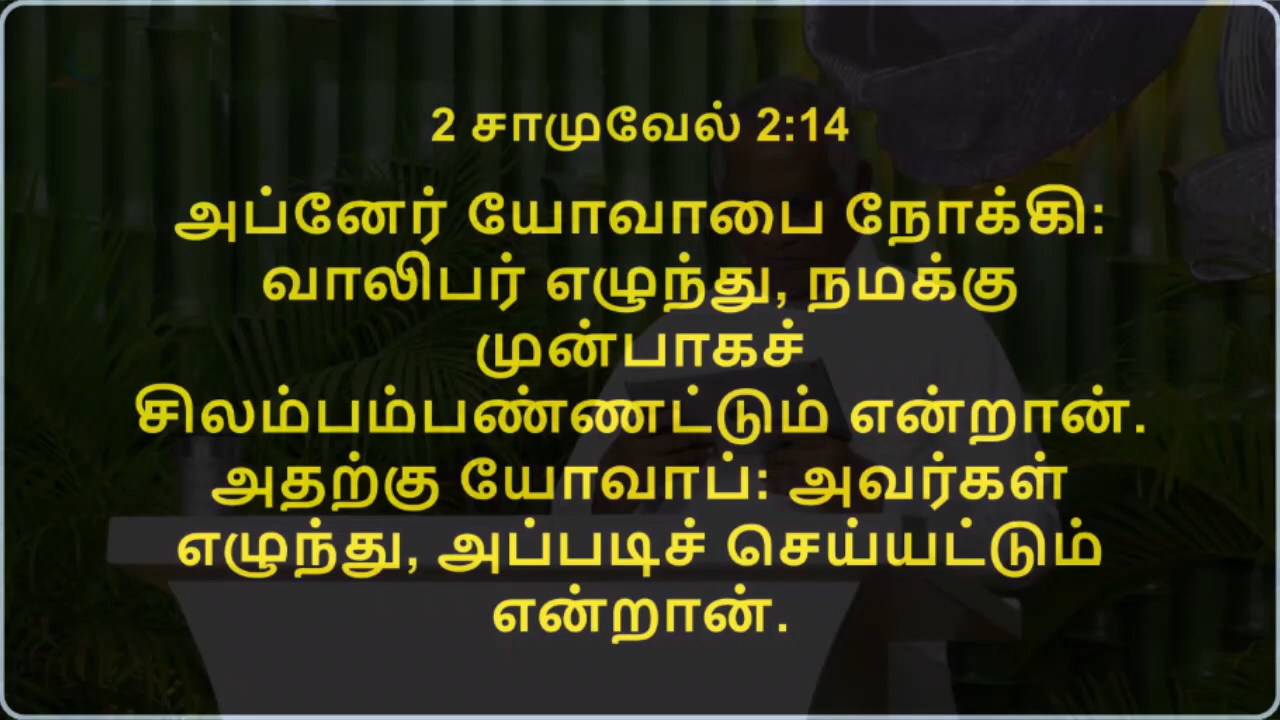 2 சாமுவேல் 2:14
அப்னேர் யோவாபை நோக்கி:
வாலிபர் எழுந்து, நமக்கு
முன்பாகச்
சிலம்பம்பண்ணட்டும் என்றான்.
அதற்கு யோவாப்: அவர்கள்
எழுந்து, அப்படிச் செய்யட்டும்
என்றான்.